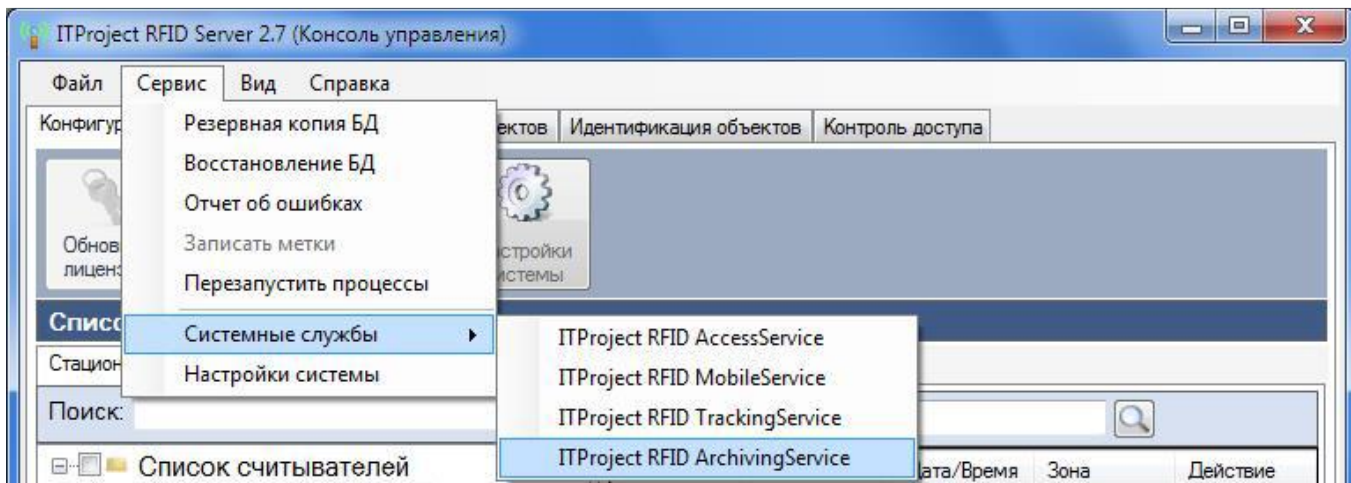 ITProject RFID Server 2.7 (Консоль управления)
Файл Сервис Вид Справка
Конфигур ектов Идентификация объектов Контроль доступа
Резервная копия БД
Восстановление БД
Отчет об ошибках
Записать метки
Перезапустить процессы
Системные службы
Настройки системы
Обнов
лиценз
стройки
истемы
Списо
Стацион
Поиск:
ITProject RFID AccessService
ITProject RFID MobileService
ITProject RFID TrackingService
ITProject RFID ArchivingService
Список считывателей
Дата/Время Зона Действие